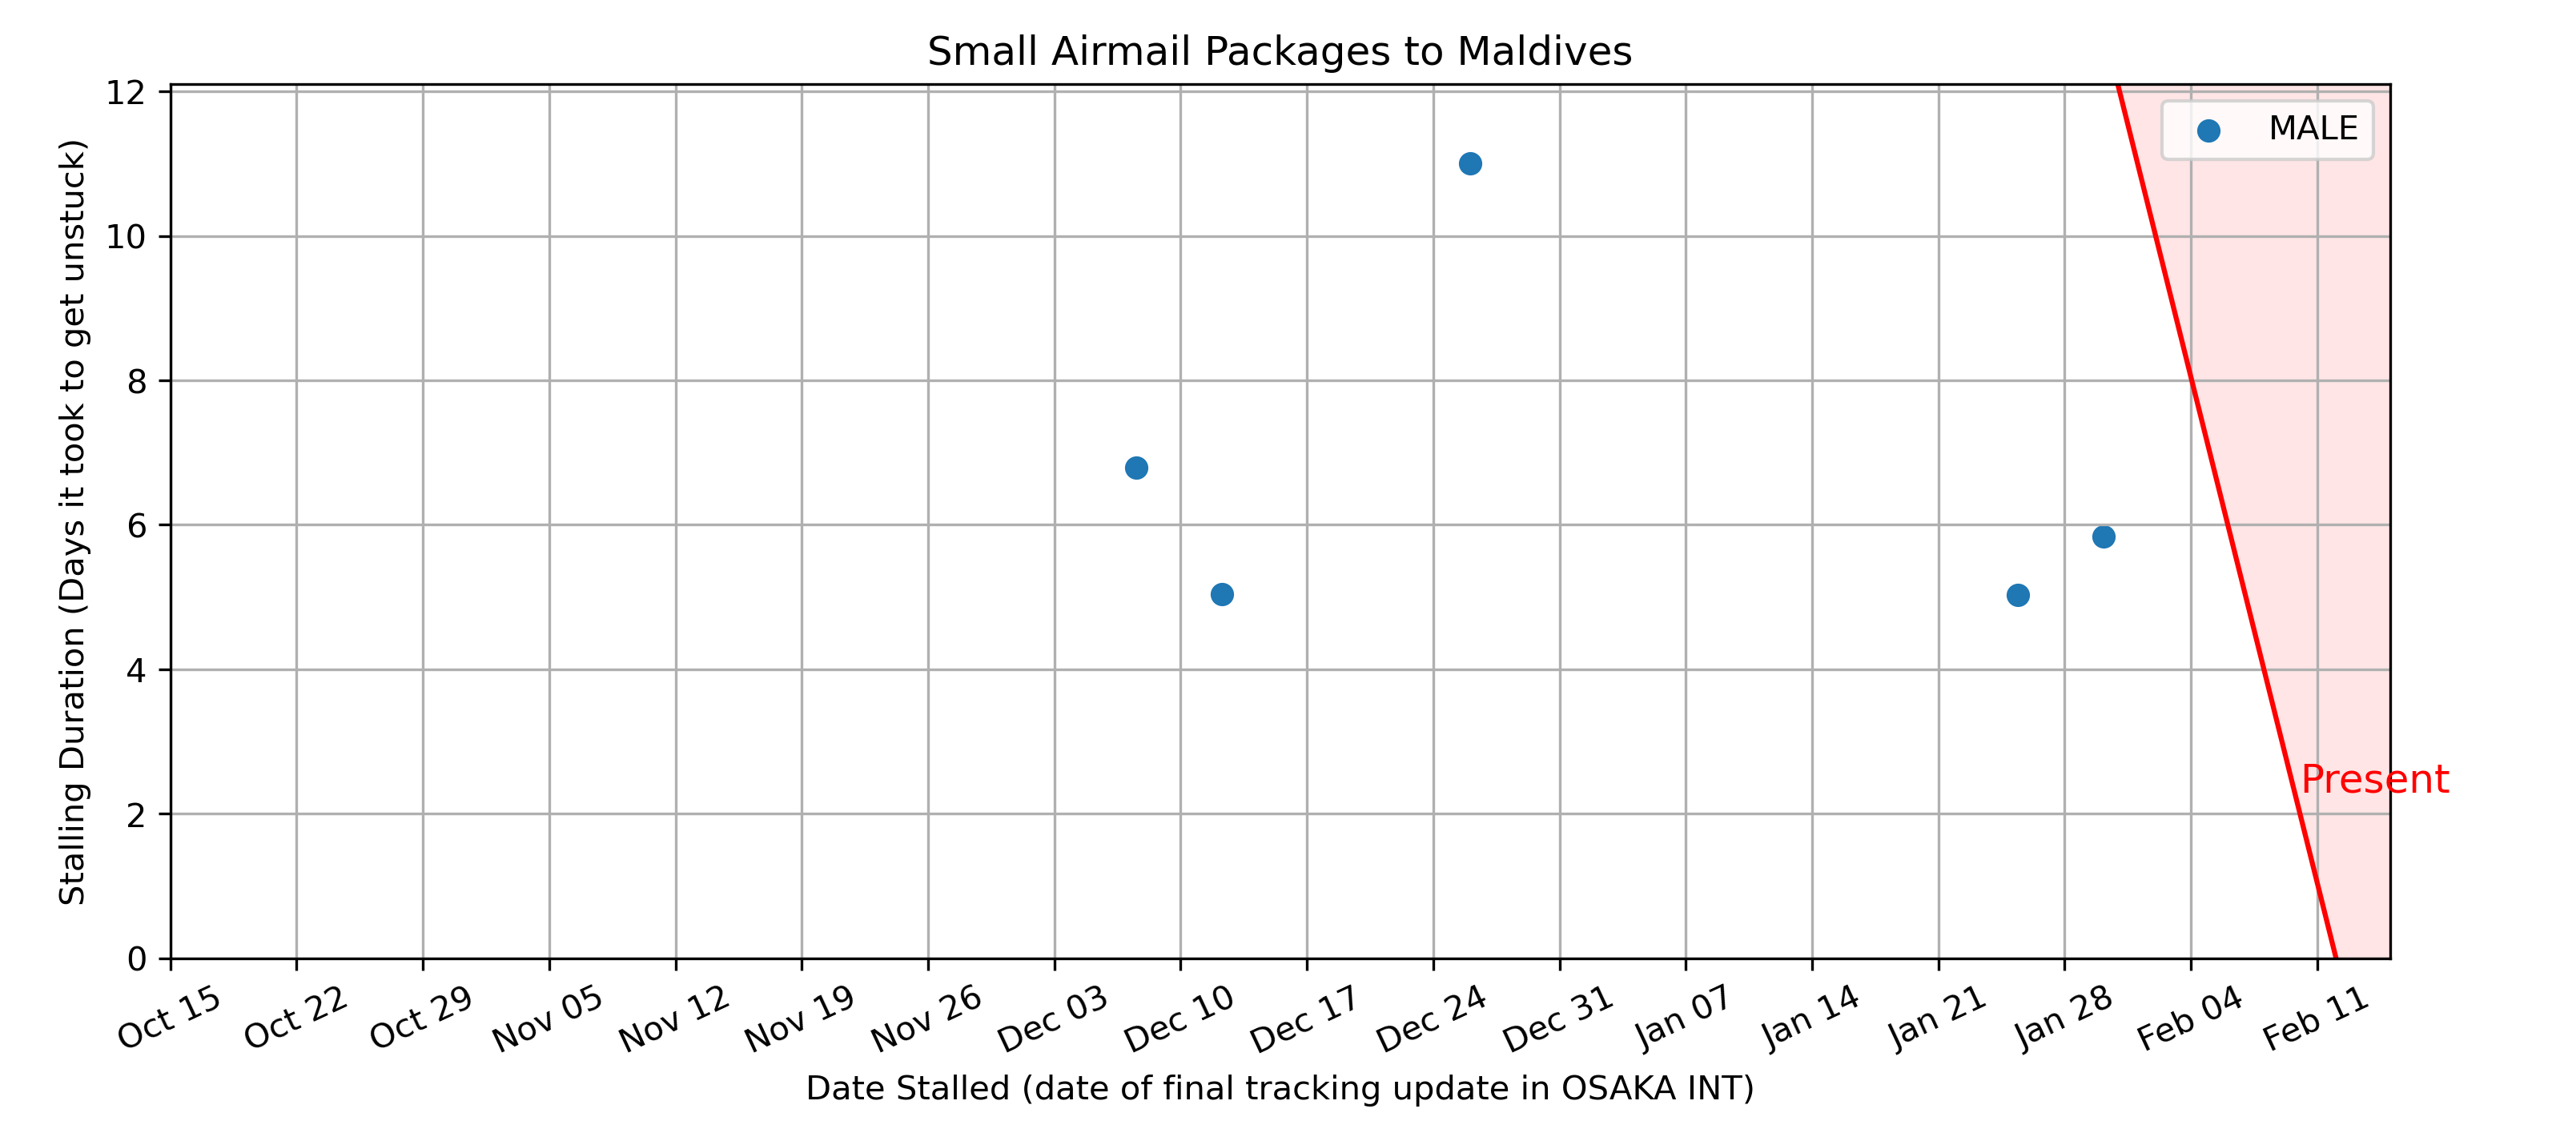 Small Airmail Packages to Maldives
MALE
12
10
8
6
4
2
0
Stalling Duration (Days it took to get unstuck)
Present
Oct 15
Oct 22
Oct 29
Nov 05
Nov 12
Nov 19
Nov 26
Dec 03
Dec 10
Dec 17
Dec 24
Dec 31
Jan 07
Jan 14
Jan 21
Jan 28
Feb 04
Feb 11
Date Stalled (date of final tracking update in OSAKA INT)